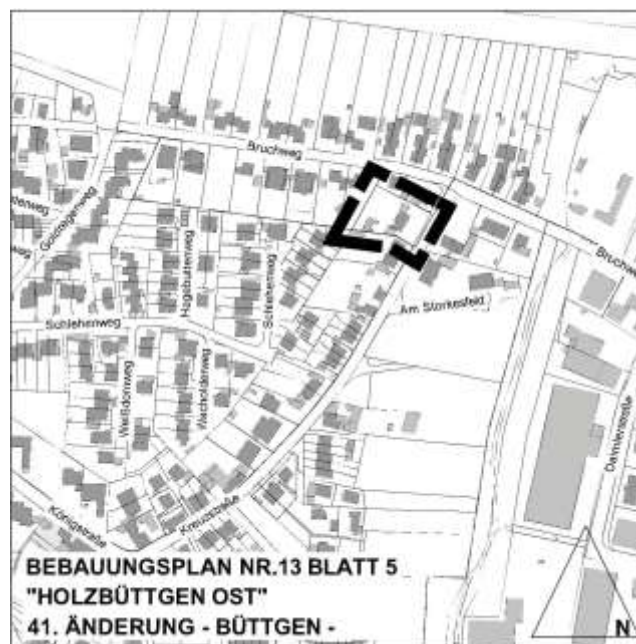 Bruchweg
Goldregenweg
Hagebuttenweg
Schlehenweg
Bruchweg
Am Storkesfeld
Schlehenweg
Weißdornweg
Wacholderweg
Daimlerstraße
Königstraße
Kreuzstraße
BEBAUUNGSPLAN NR.13 BLATT 5
"HOLZBÜTTGEN OST"
41. ÄNDERUNG - BÜTTGEN -
N